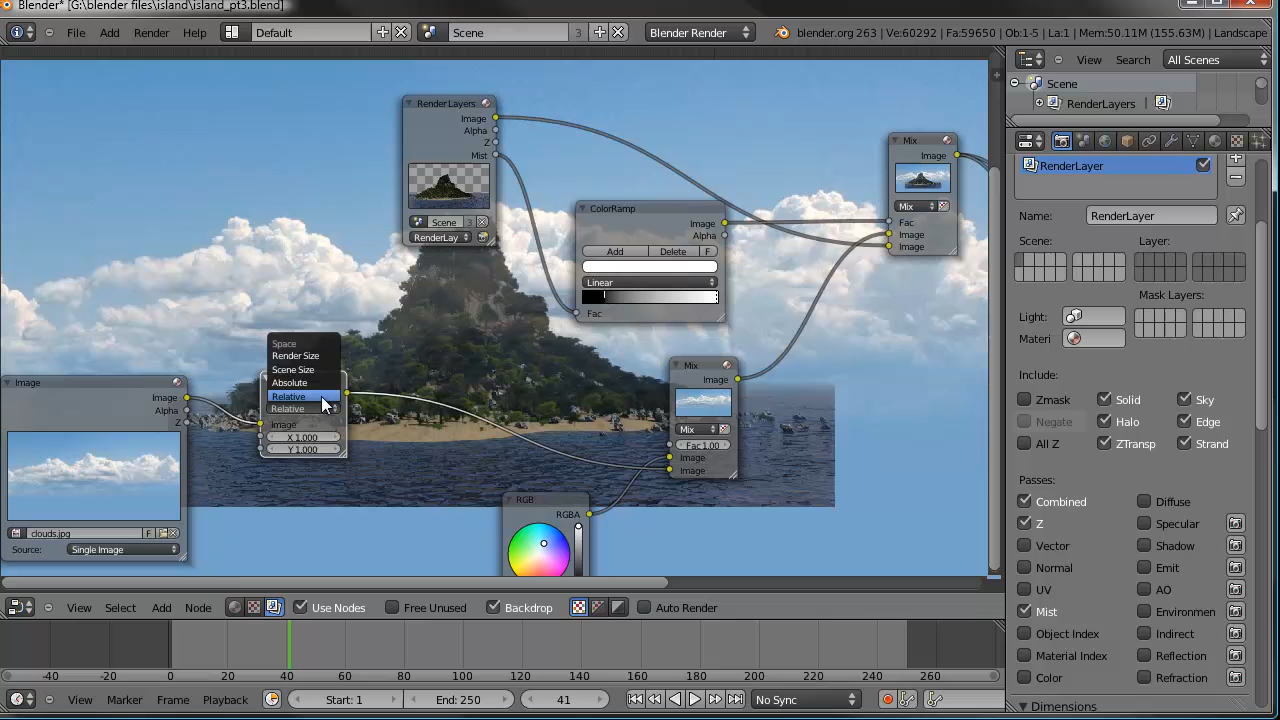 Blender* [G:\blender files\island\island_pt3.blend]
File Add Render Help Default Scene 3 Blender Render blender.org 263 | Ve:60292 | Fa:59650 | Ob:1-5 | La:1 | Mem:50.11M (155.63M) | Landscape
View Search All Scenes
Scene
RenderLayers
RenderLayer
Name: RenderLayer
Scene: Layer:
Mask Layers:
Light:
Materi
Include:
Zmask Solid Sky
Negate Halo Edge
All Z ZTransp Strand
Passes:
Combined Diffuse
Z Specular
Vector Shadow
Normal Emit
UV AO
Mist Environmen
Object Index Indirect
Material Index Reflection
Color Refraction
Dimensions
RenderLayers
Image
Alpha
Z
Mist
Scene 3
RenderLay
ColorRamp
Image
Alpha
Add Delete F
Linear
Fac
Mix
Image
Mix
Fac
Image
Image
Space
Render Size
Scene Size
Absolute
Relative
Relative
Image
X 1.000
Y 1.000
Image
Image
Alpha
Z
clouds.jpg F
Source: Single Image
Mix
Image
Mix
Fac 1.00
Image
Image
RGB
RGBA
View Select Add Node Use Nodes Free Unused Backdrop Auto Render
-40 -20 0 20 40 60 80 100 120 140 160 180 200 220 240 260
View Marker Frame Playback Start: 1 End: 250 41 No Sync